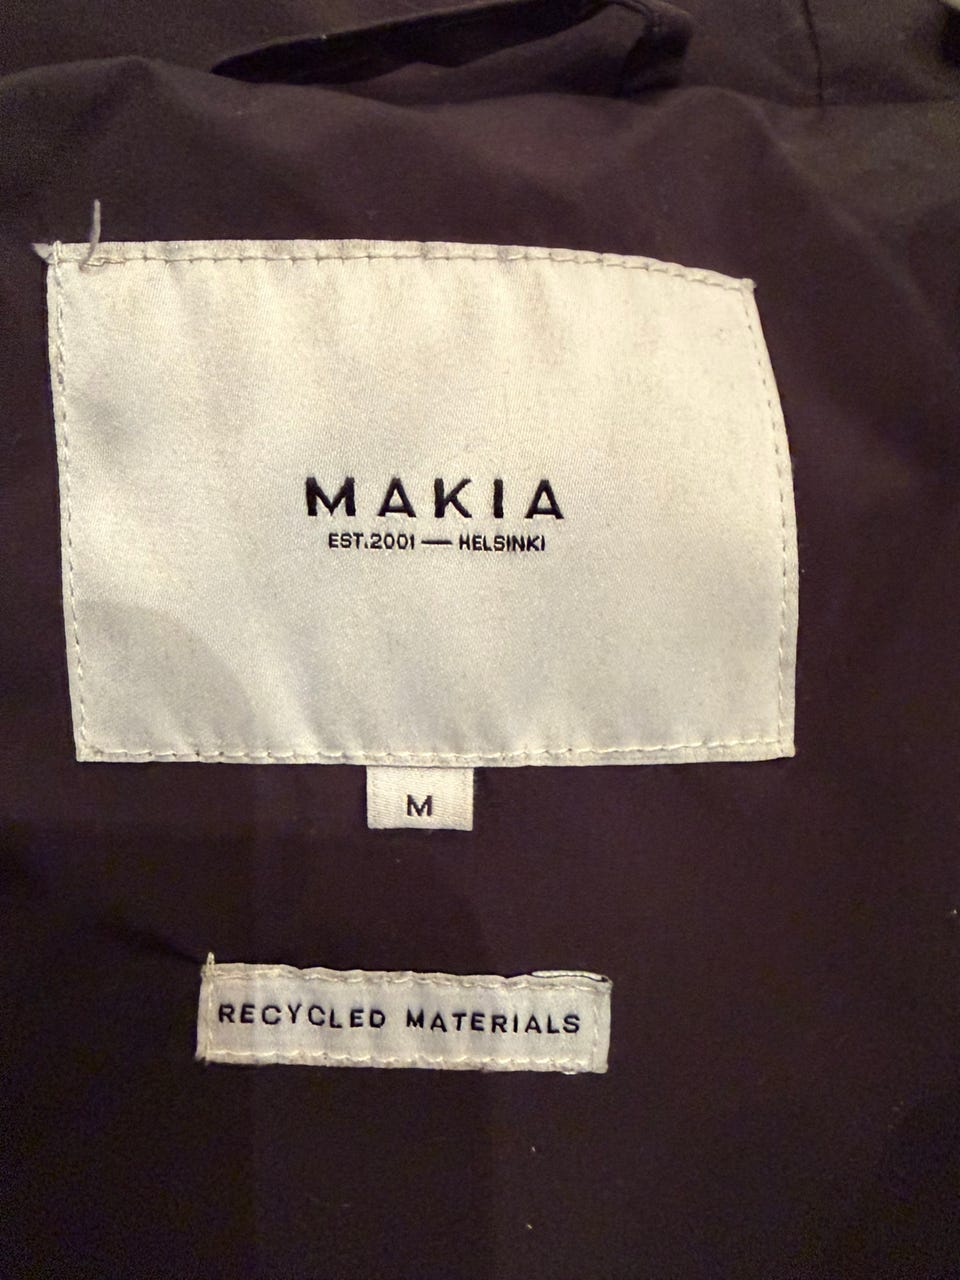 MAKIA
EST.2001 — HELSINKI
M
RECYCLED MATERIALS